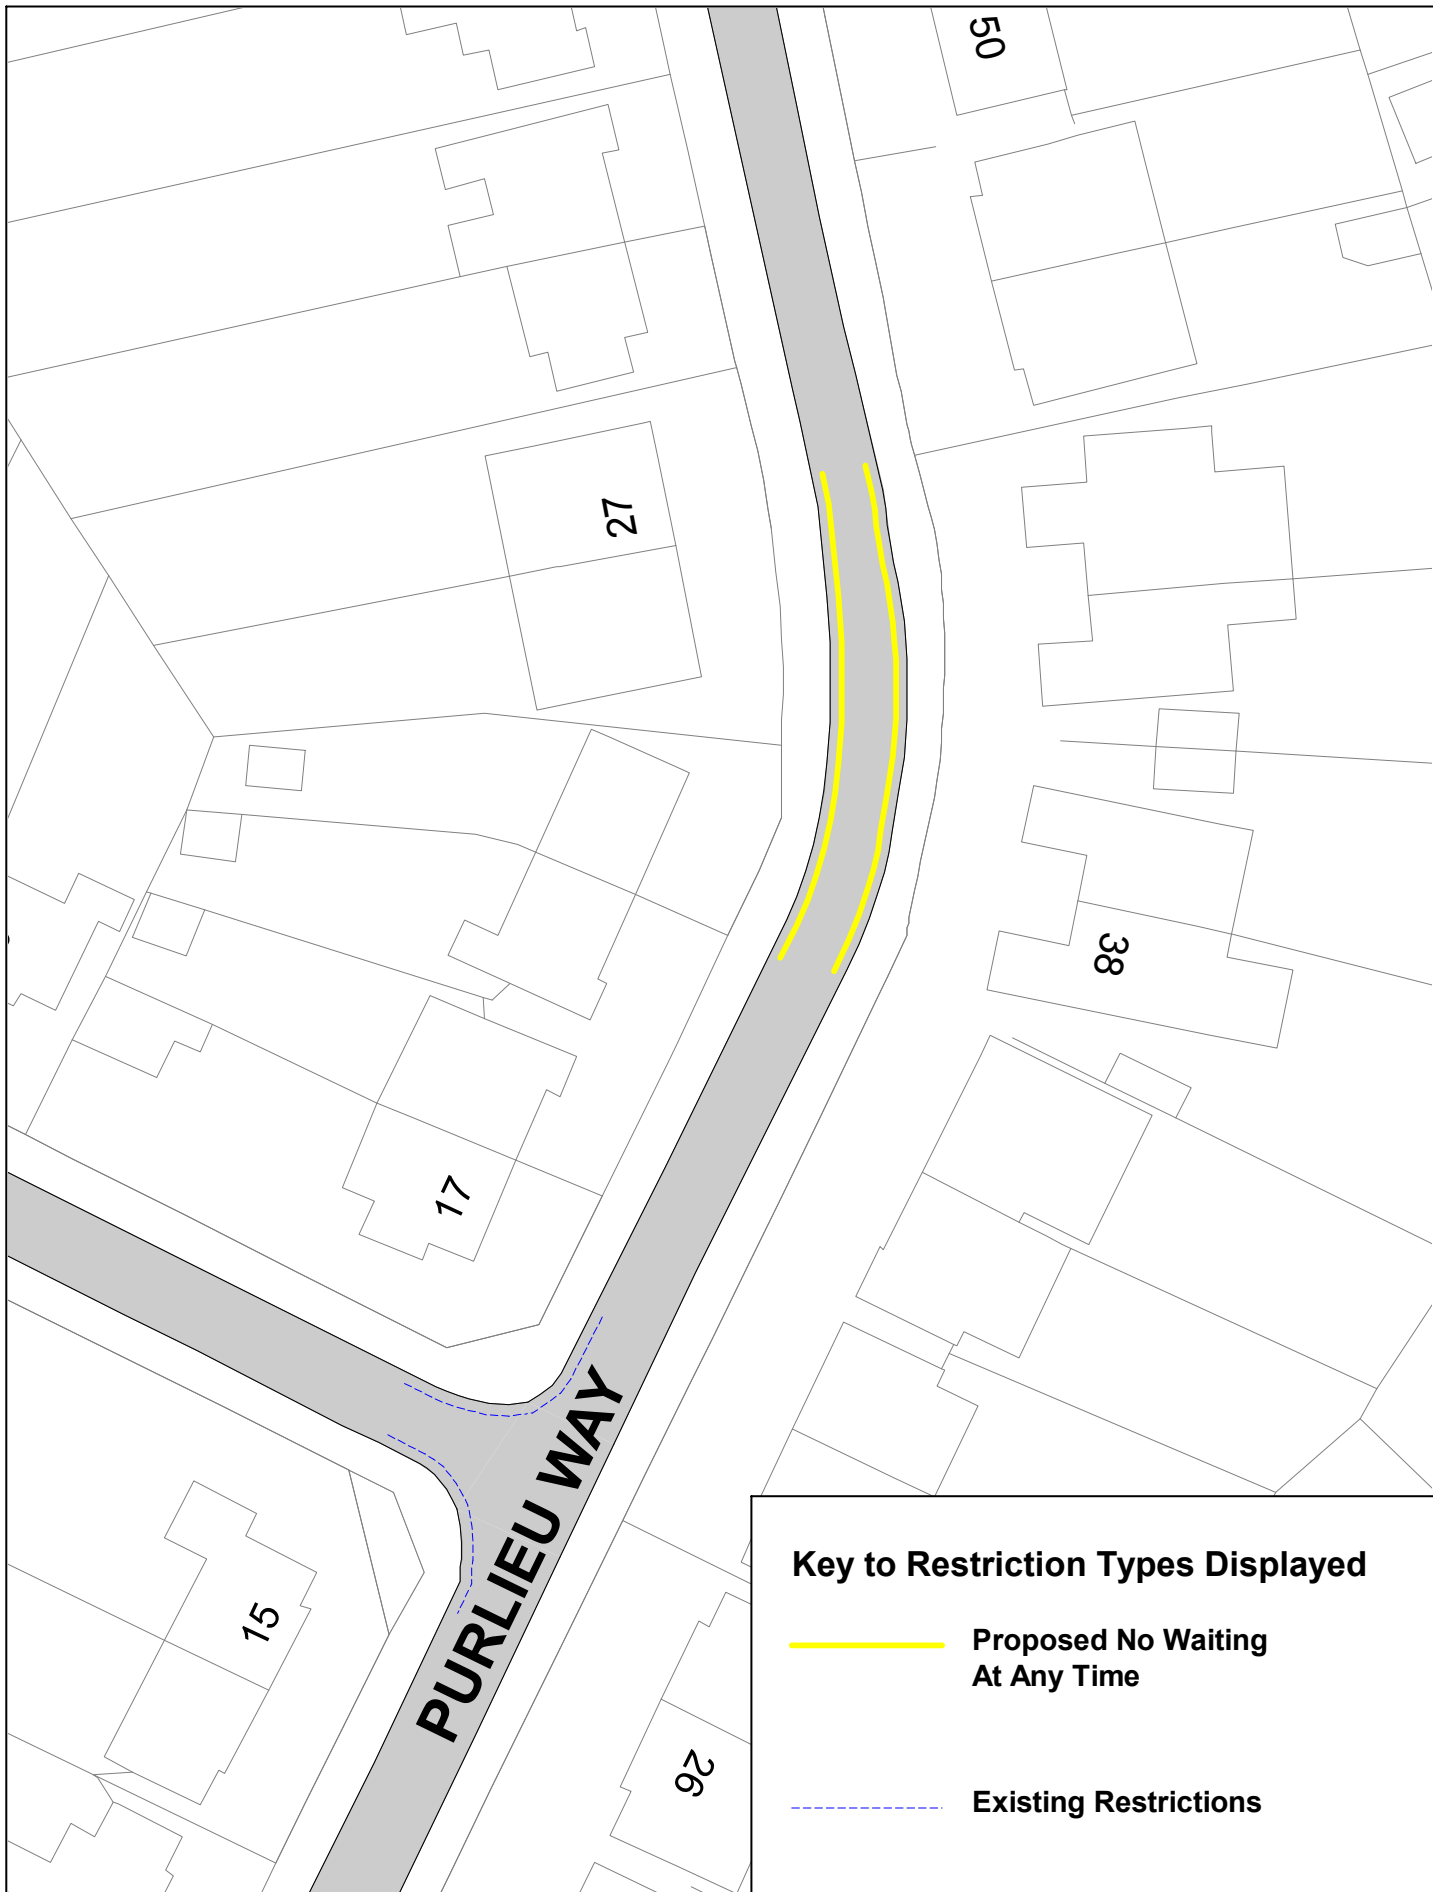 50
27
38
17
PURLIEU WAY
15
26
Key to Restriction Types Displayed
Proposed No Waiting
At Any Time
Existing Restrictions